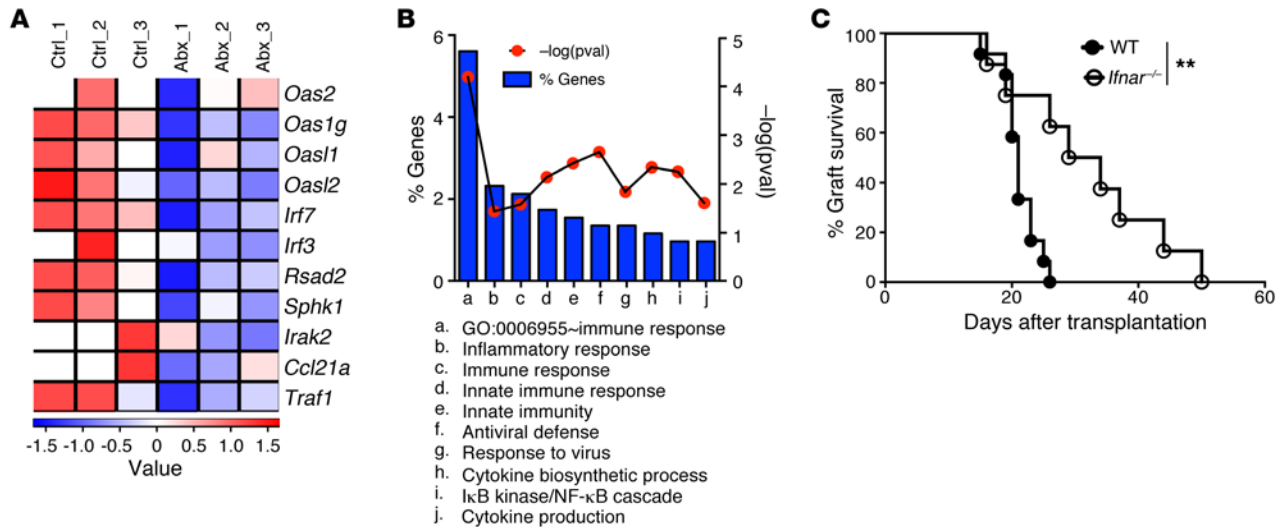 A
Ctrl_1
Ctrl_2
Ctrl_3
Abx_1
Abx_2
Abx_3
Oas2
Oas1g
Oasl1
Oasl2
Irf7
Irf3
Rsad2
Sphk1
Irak2
Ccl21a
Traf1
-1.5 -1.0 -0.5 0 0.5 1.0 1.5
Value
B
–log(pval)
% Genes
6
4
2
0
% Genes
5
4
3
2
1
0
–log(pval)
a b c d e f g h i j
a. GO:0006955~immune response
b. Inflammatory response
c. Immune response
d. Innate immune response
e. Innate immunity
f. Antiviral defense
g. Response to virus
h. Cytokine biosynthetic process
i. IκB kinase/NF-κB cascade
j. Cytokine production
C
100
80
60
40
20
0
% Graft survival
WT
Ifnar–/–
**
0 20 40 60
Days after transplantation